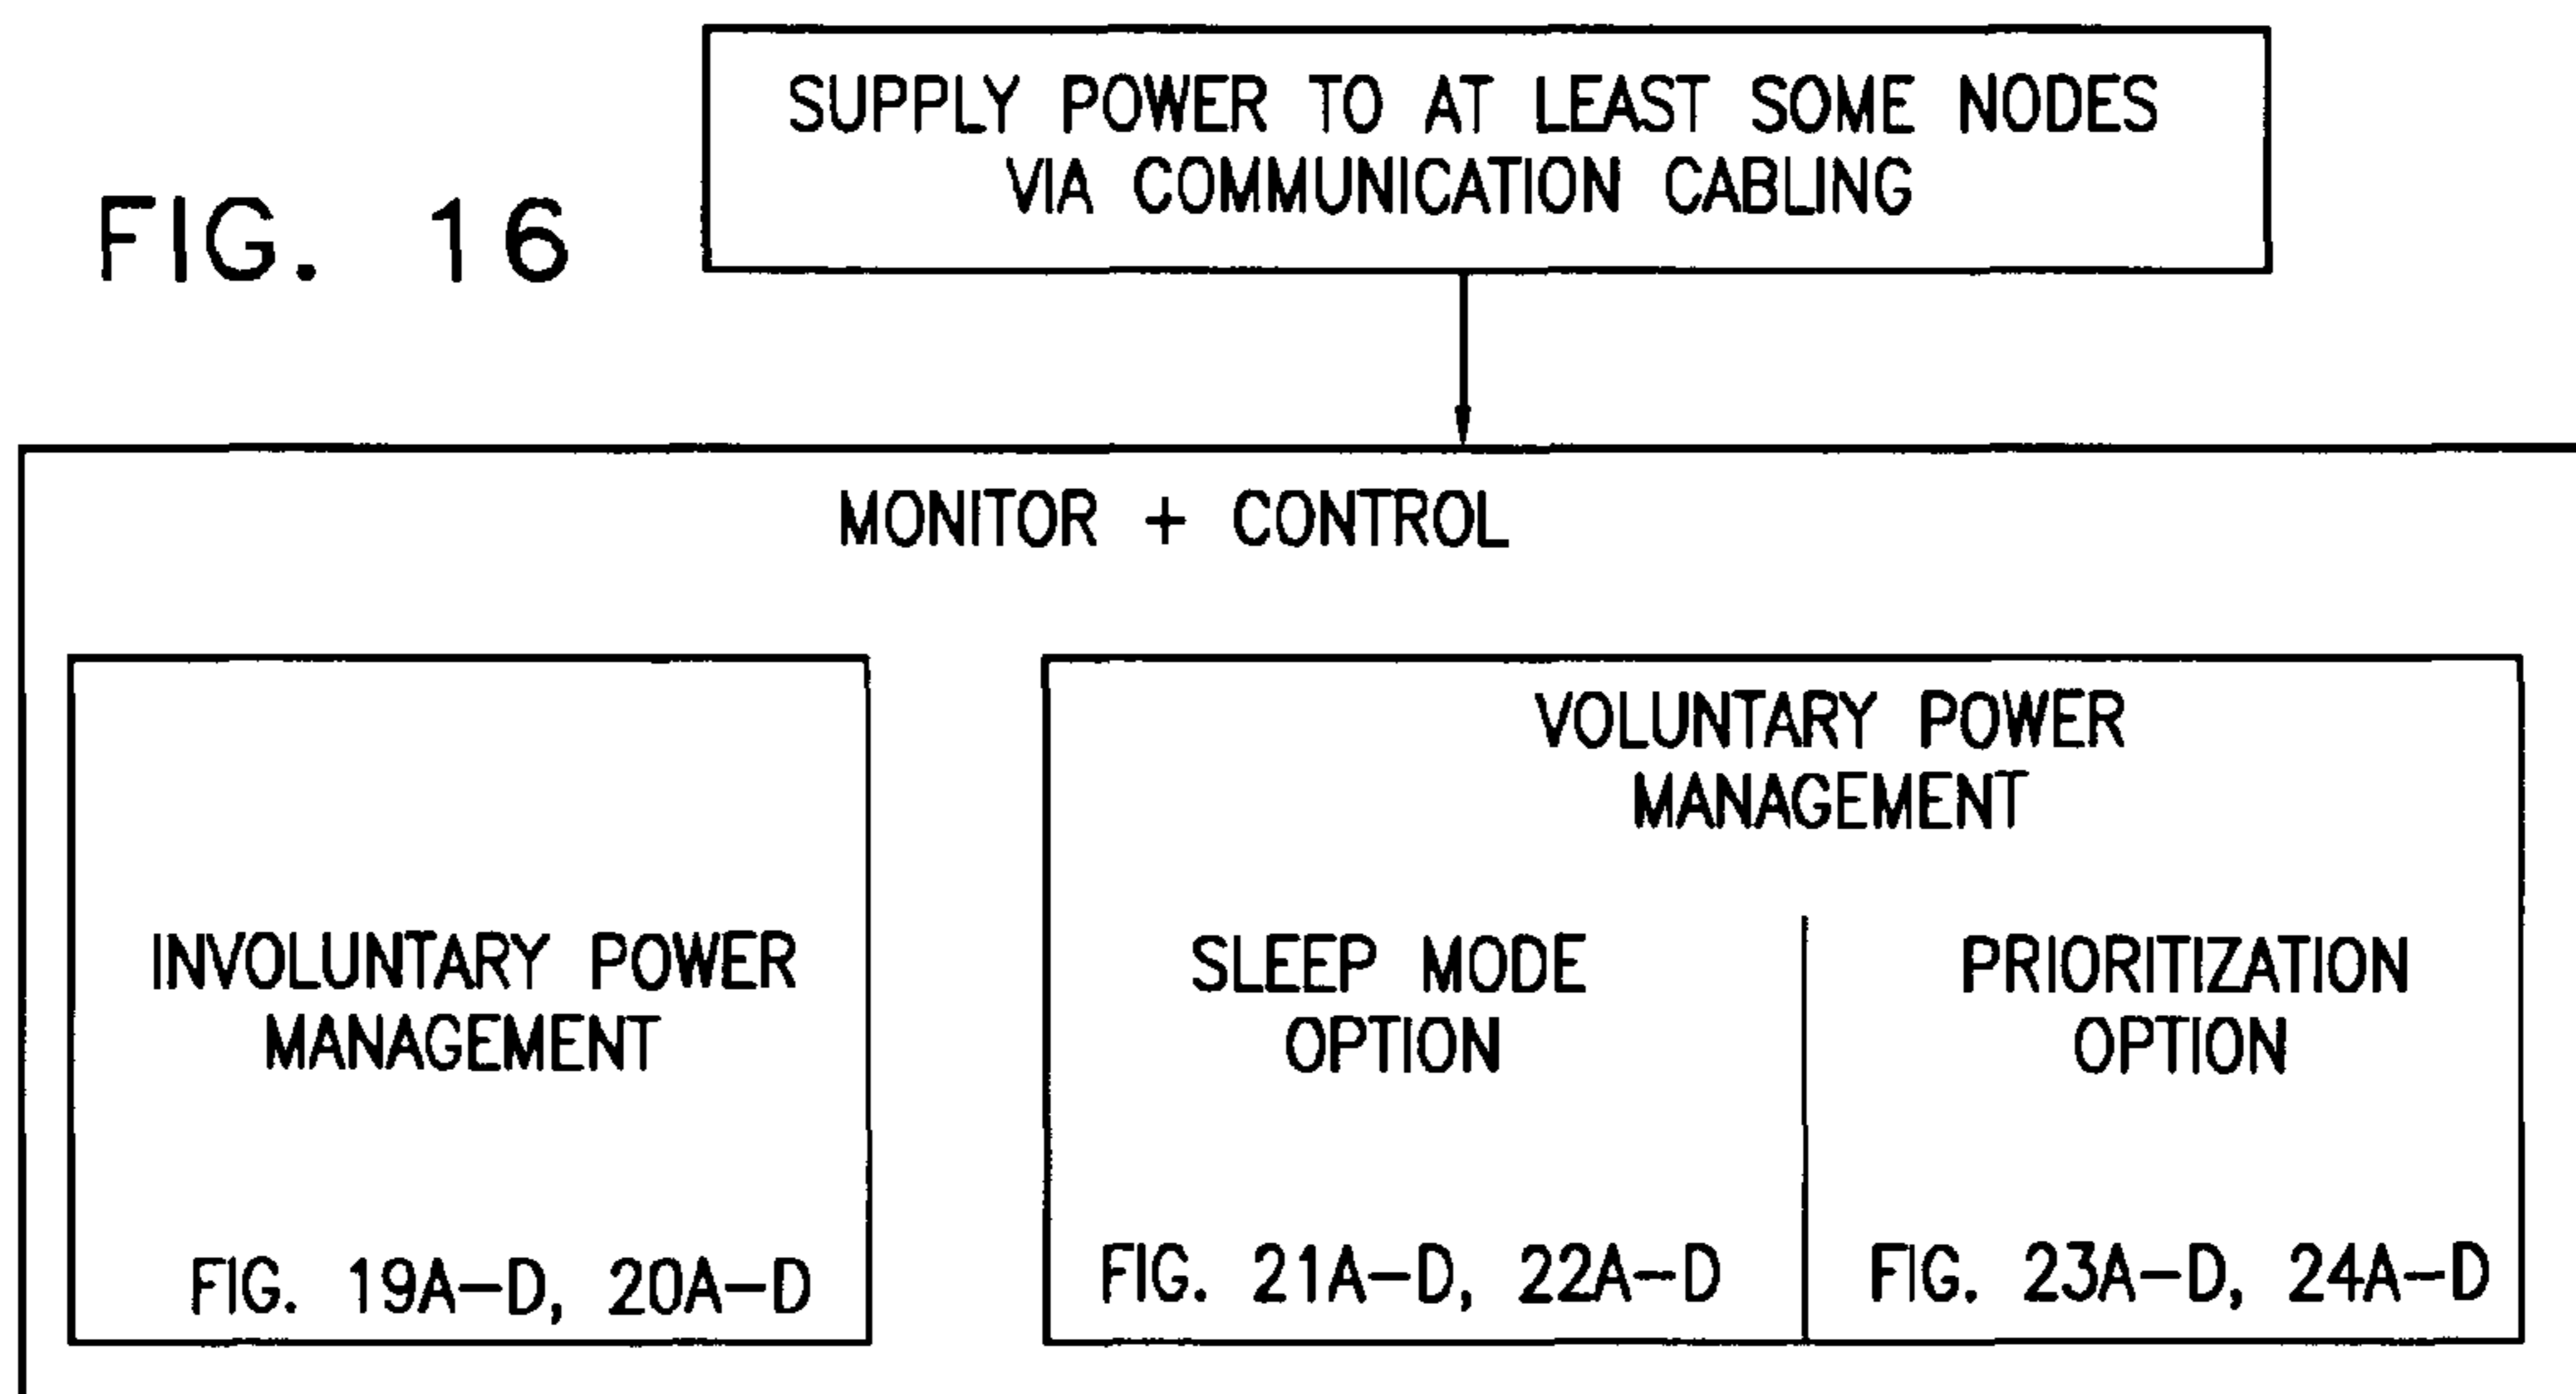 FIG. 16
SUPPLY POWER TO AT LEAST SOME NODES
VIA COMMUNICATION CABLING
MONITOR + CONTROL
INVOLUNTARY POWER
MANAGEMENT
FIG. 19A-D, 20A-D
VOLUNTARY POWER
MANAGEMENT
SLEEP MODE
OPTION
FIG. 21A-D, 22A-D
PRIORITIZATION
OPTION
FIG. 23A-D, 24A-D